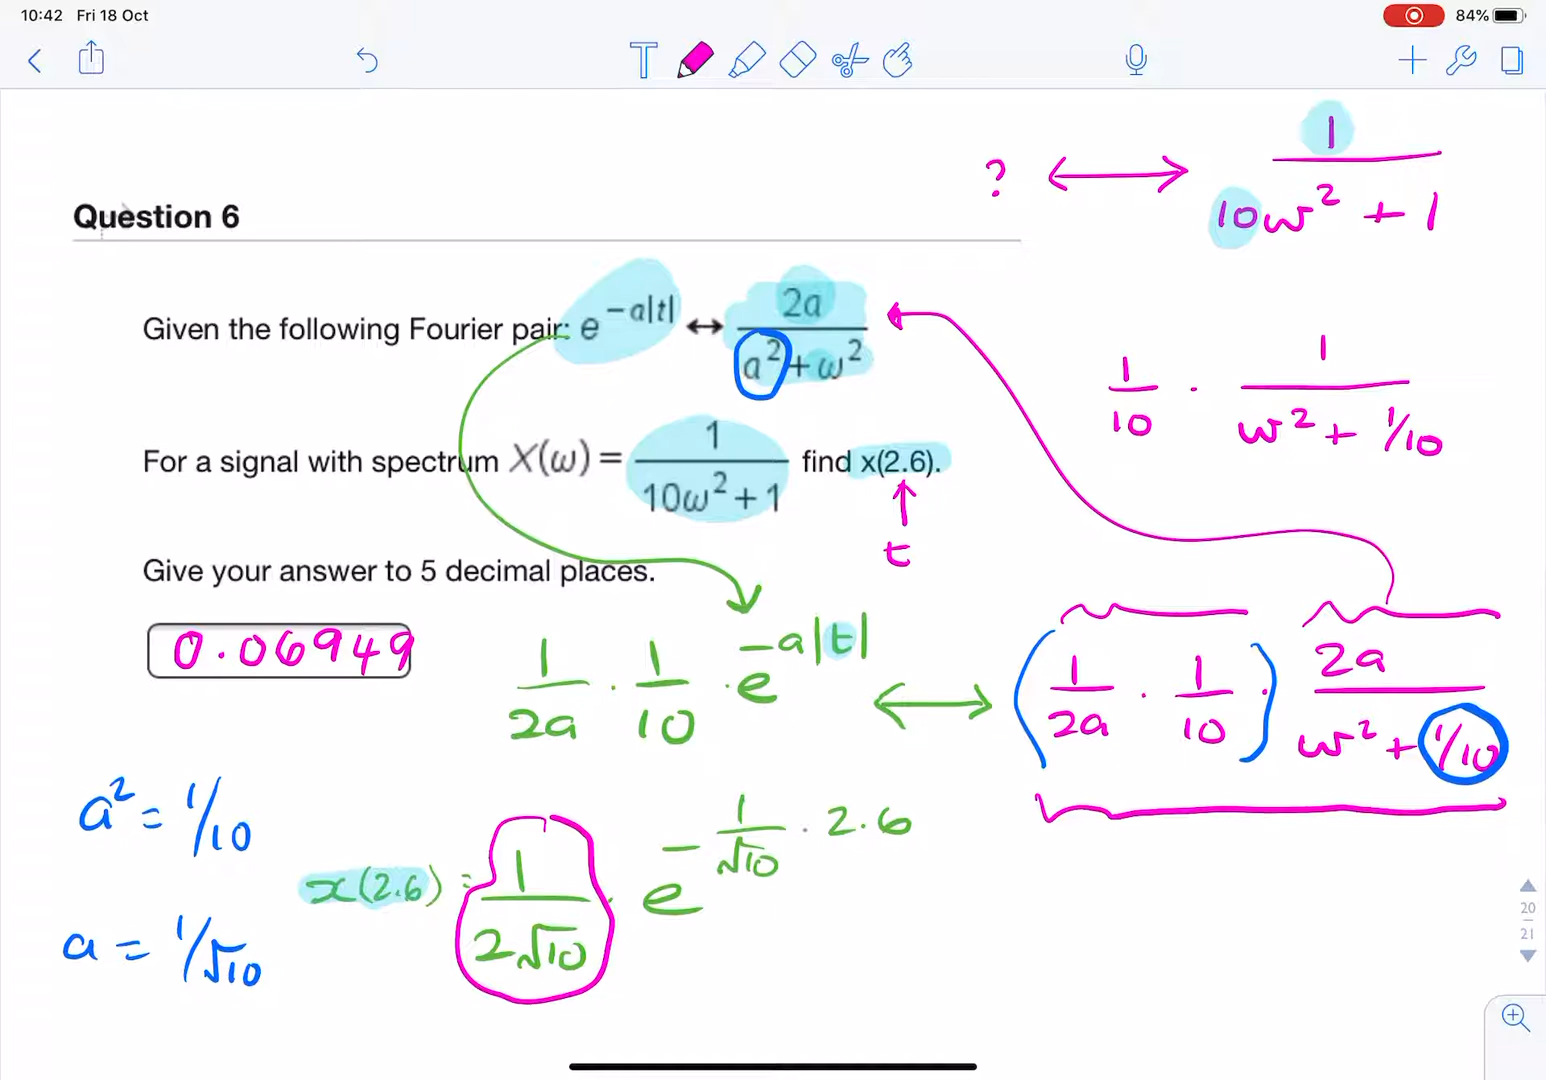 10:42 Fri 18 Oct
84%
T
? ⟷ 1 / (10ω² + 1)
Question 6
Given the following Fourier pair: e^(−a|t|) ↔ 2a / (a² + ω²)
1/10 · 1 / (ω² + 1/10)
For a signal with spectrum X(ω) = 1 / (10ω² + 1) find x(2.6).
t
Give your answer to 5 decimal places.
0.06949
1/2a · 1/10 · e^(−a|t|) ⟷ (1/2a · 1/10) · 2a / (ω² + 1/10)
a² = 1/10
x(2.6) = 1 / (2√10) · e^(−1/√10 · 2.6)
a = 1/√10
20
21